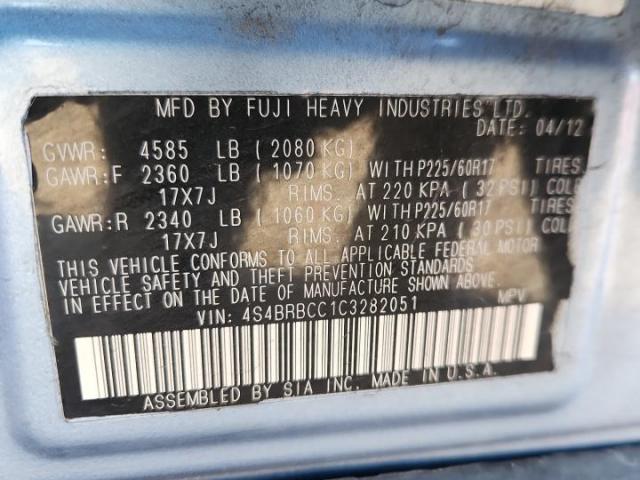 MFD BY FUJI HEAVY INDUSTRIES LTD.
DATE: 04/12
GVWR: 4585 LB (2080 KG)
GAWR:F 2360 LB (1070 KG) WITH P225/60R17 TIRES
17X7J RIMS, AT 220 KPA (32 PSI) COLD
GAWR:R 2340 LB (1060 KG) WITH P225/60R17 TIRES
17X7J RIMS, AT 210 KPA (30 PSI) COLD
THIS VEHICLE CONFORMS TO ALL APPLICABLE FEDERAL MOTOR
VEHICLE SAFETY AND THEFT PREVENTION STANDARDS
IN EFFECT ON THE DATE OF MANUFACTURE SHOWN ABOVE.
VIN: 4S4BRBCC1C3282051 MPV
ASSEMBLED BY SIA INC. MADE IN U.S.A.